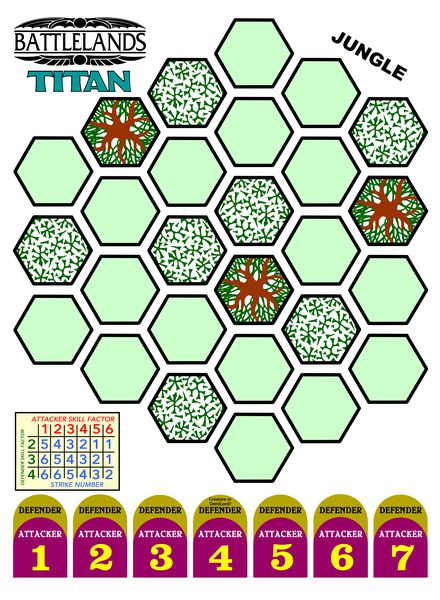 BATTLELANDS
TITAN
JUNGLE
ATTACKER SKILL FACTOR
1 2 3 4 5 6
DEFENDER SKILL FACTOR
2 5 4 3 2 1 1
3 6 5 4 3 2 1
4 6 6 5 4 3 2
STRIKE NUMBER
Creature or
DemiLord?
DEFENDER DEFENDER DEFENDER DEFENDER DEFENDER DEFENDER DEFENDER
ATTACKER ATTACKER ATTACKER ATTACKER ATTACKER ATTACKER ATTACKER
1 2 3 4 5 6 7